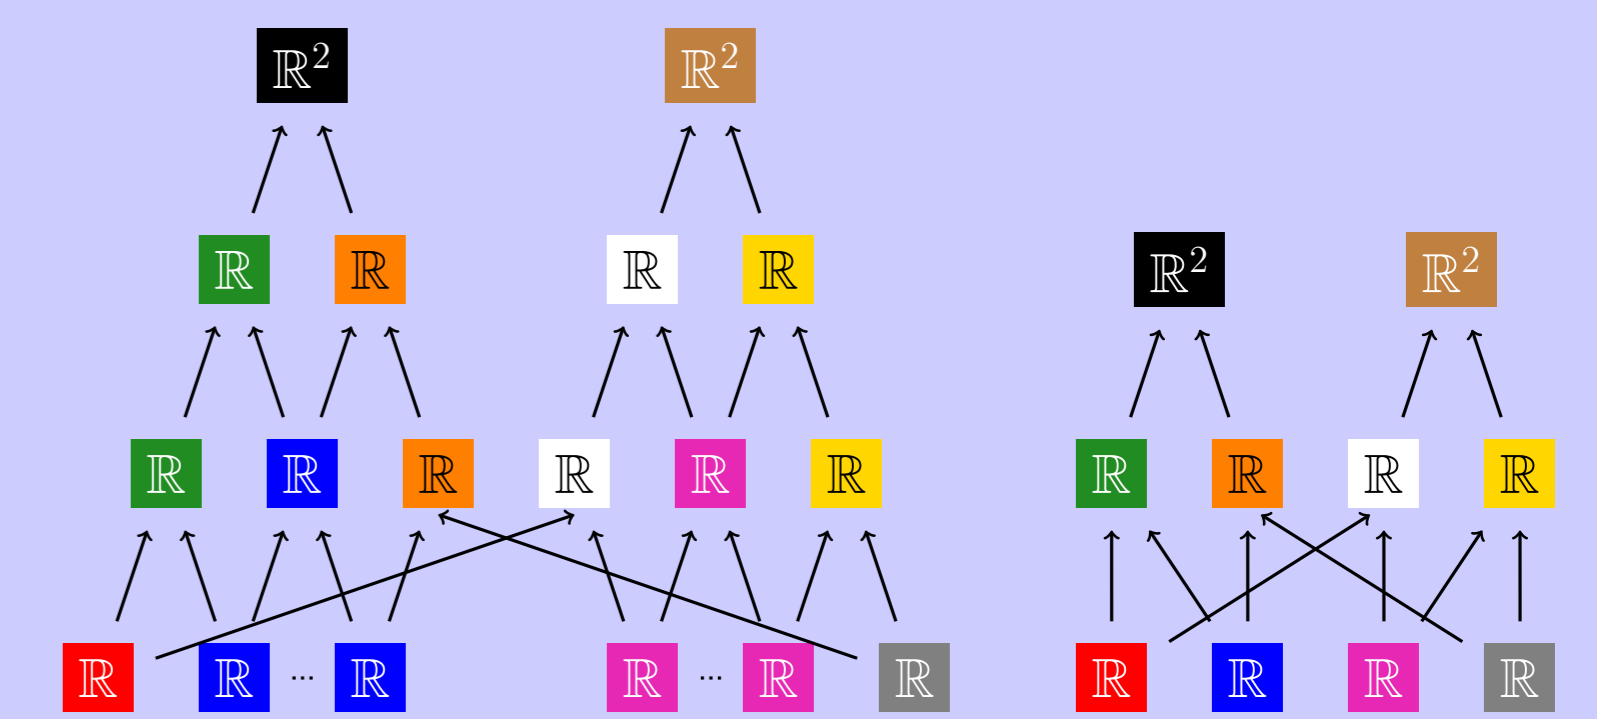 ℝ² ℝ²
ℝ ℝ ℝ ℝ ℝ² ℝ²
ℝ ℝ ℝ ℝ ℝ ℝ ℝ ℝ ℝ ℝ
ℝ ℝ ... ℝ ℝ ... ℝ ℝ ℝ ℝ ℝ ℝ